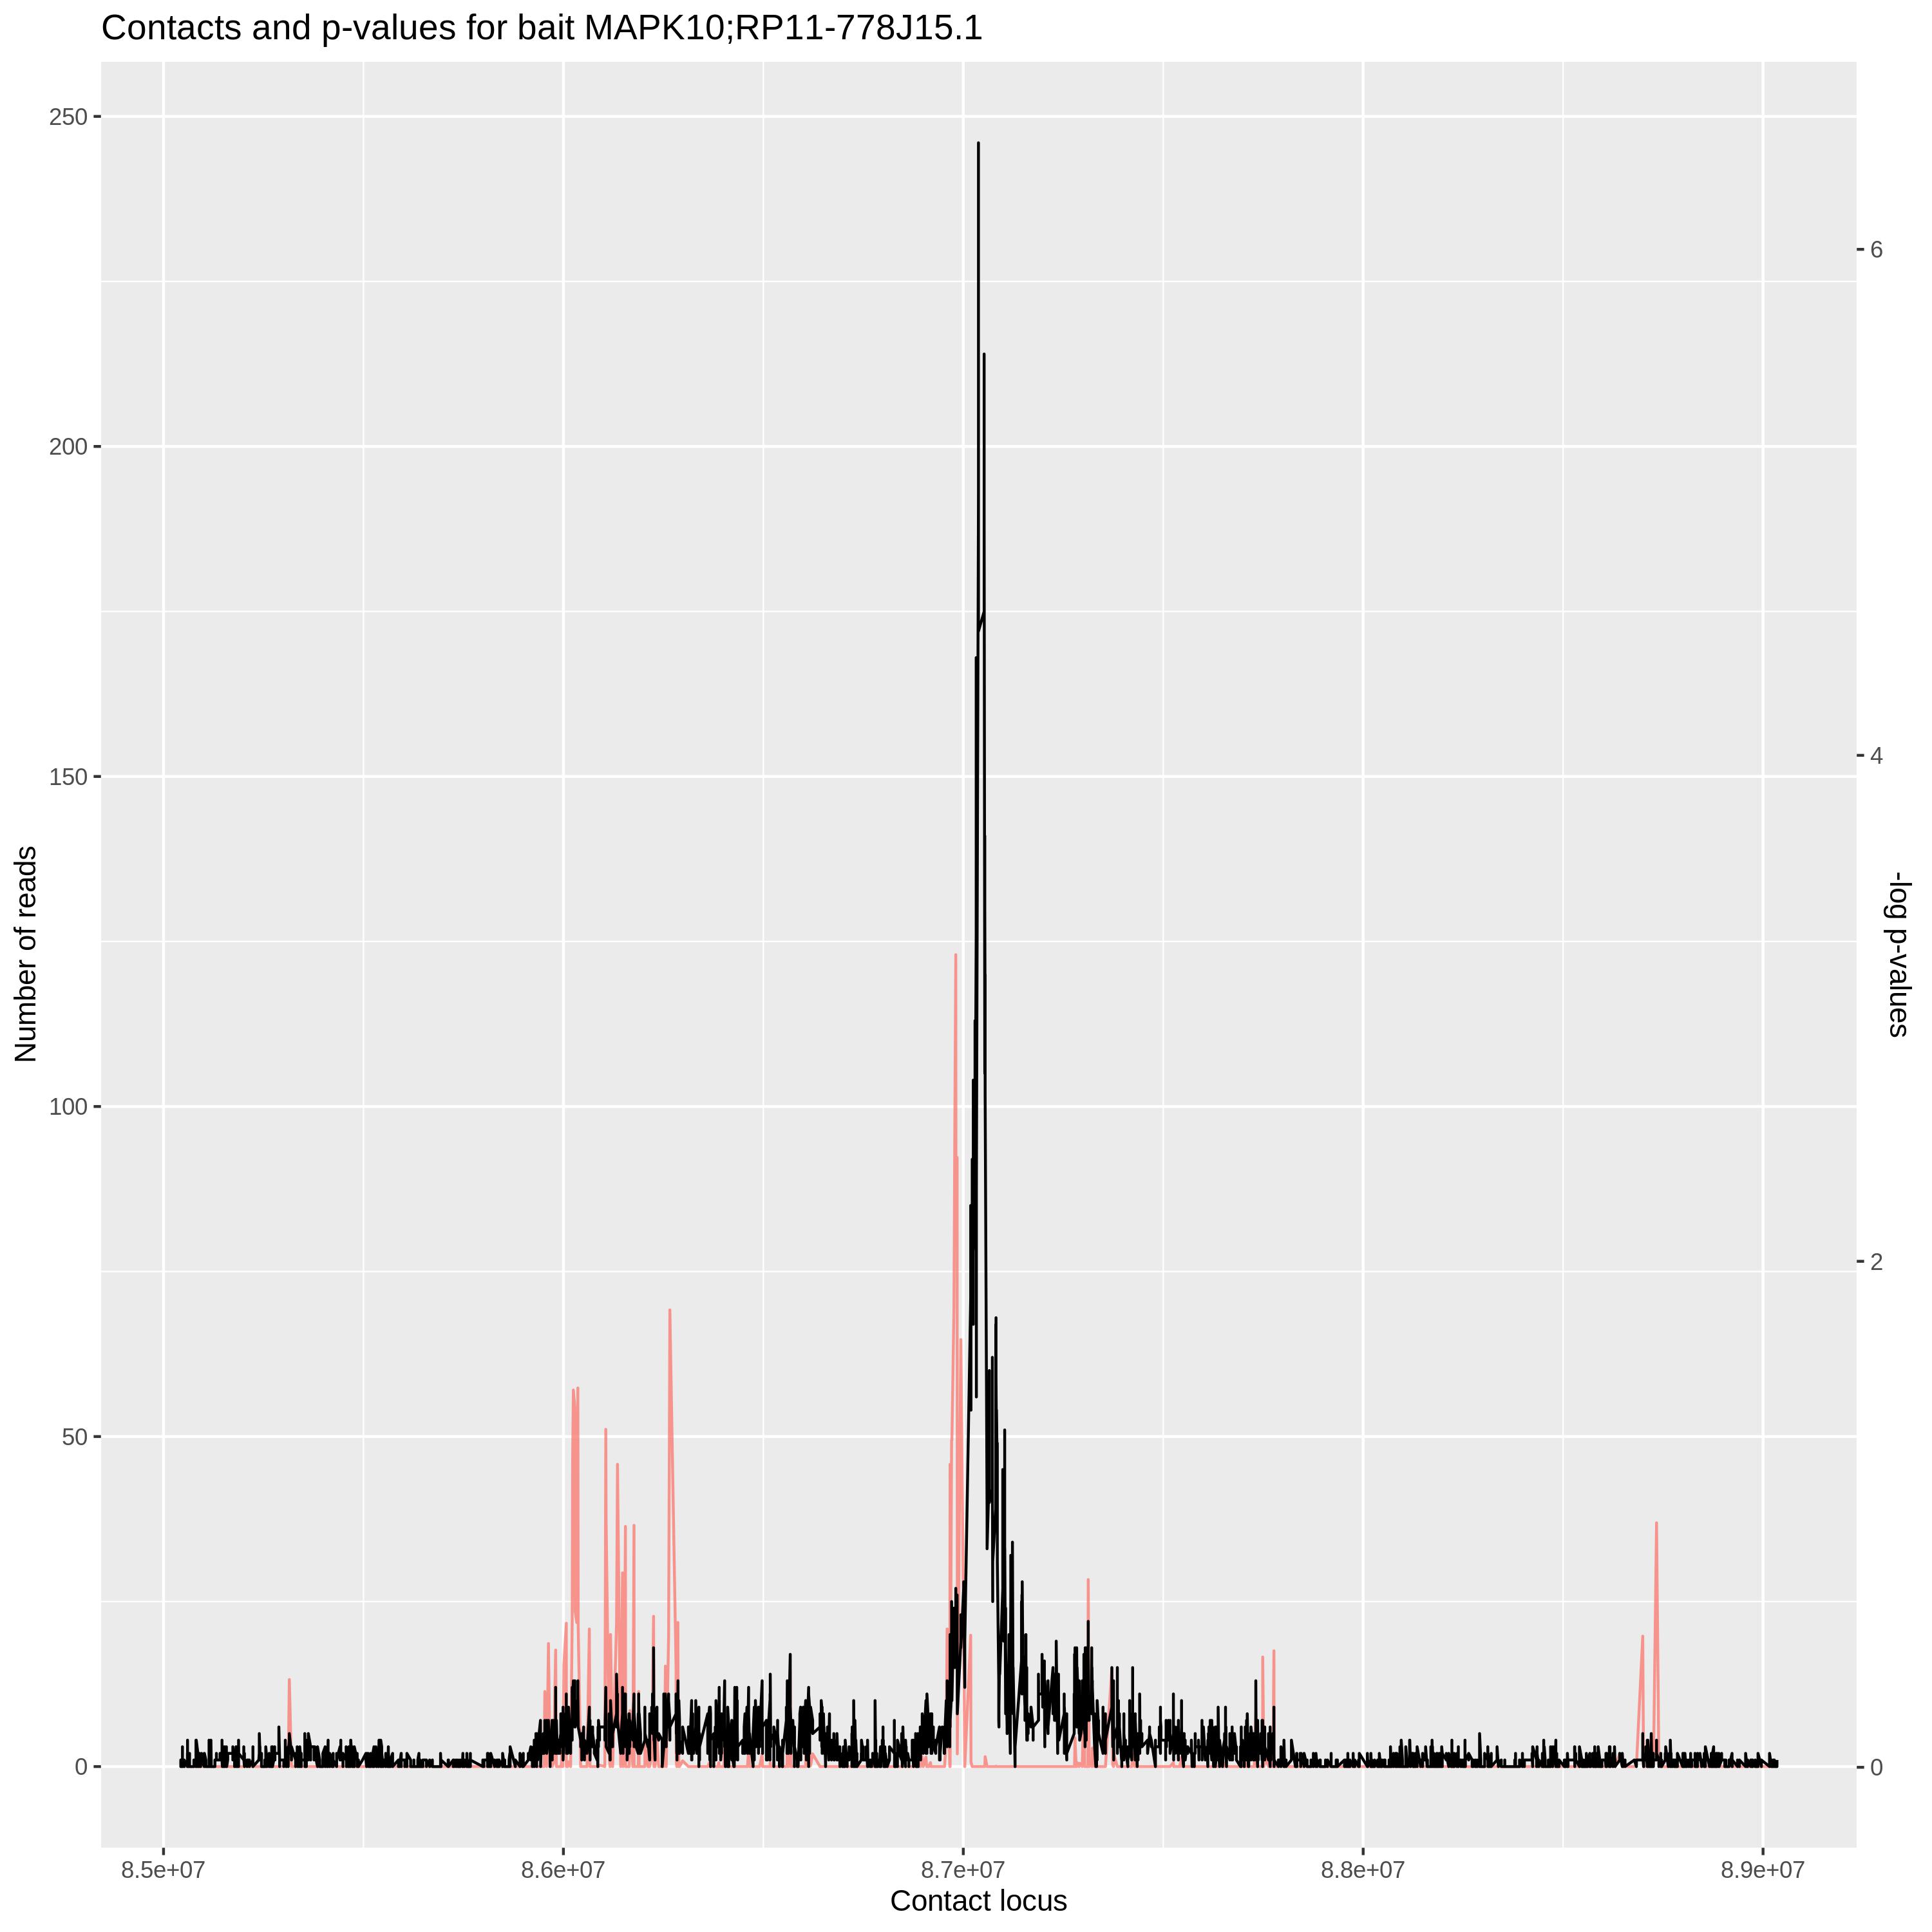 Contacts and p-values for bait MAPK10;RP11-778J15.1
250
200
150
100
50
0
Number of reads
6
4
2
0
-log p-values
8.5e+07 8.6e+07 8.7e+07 8.8e+07 8.9e+07
Contact locus